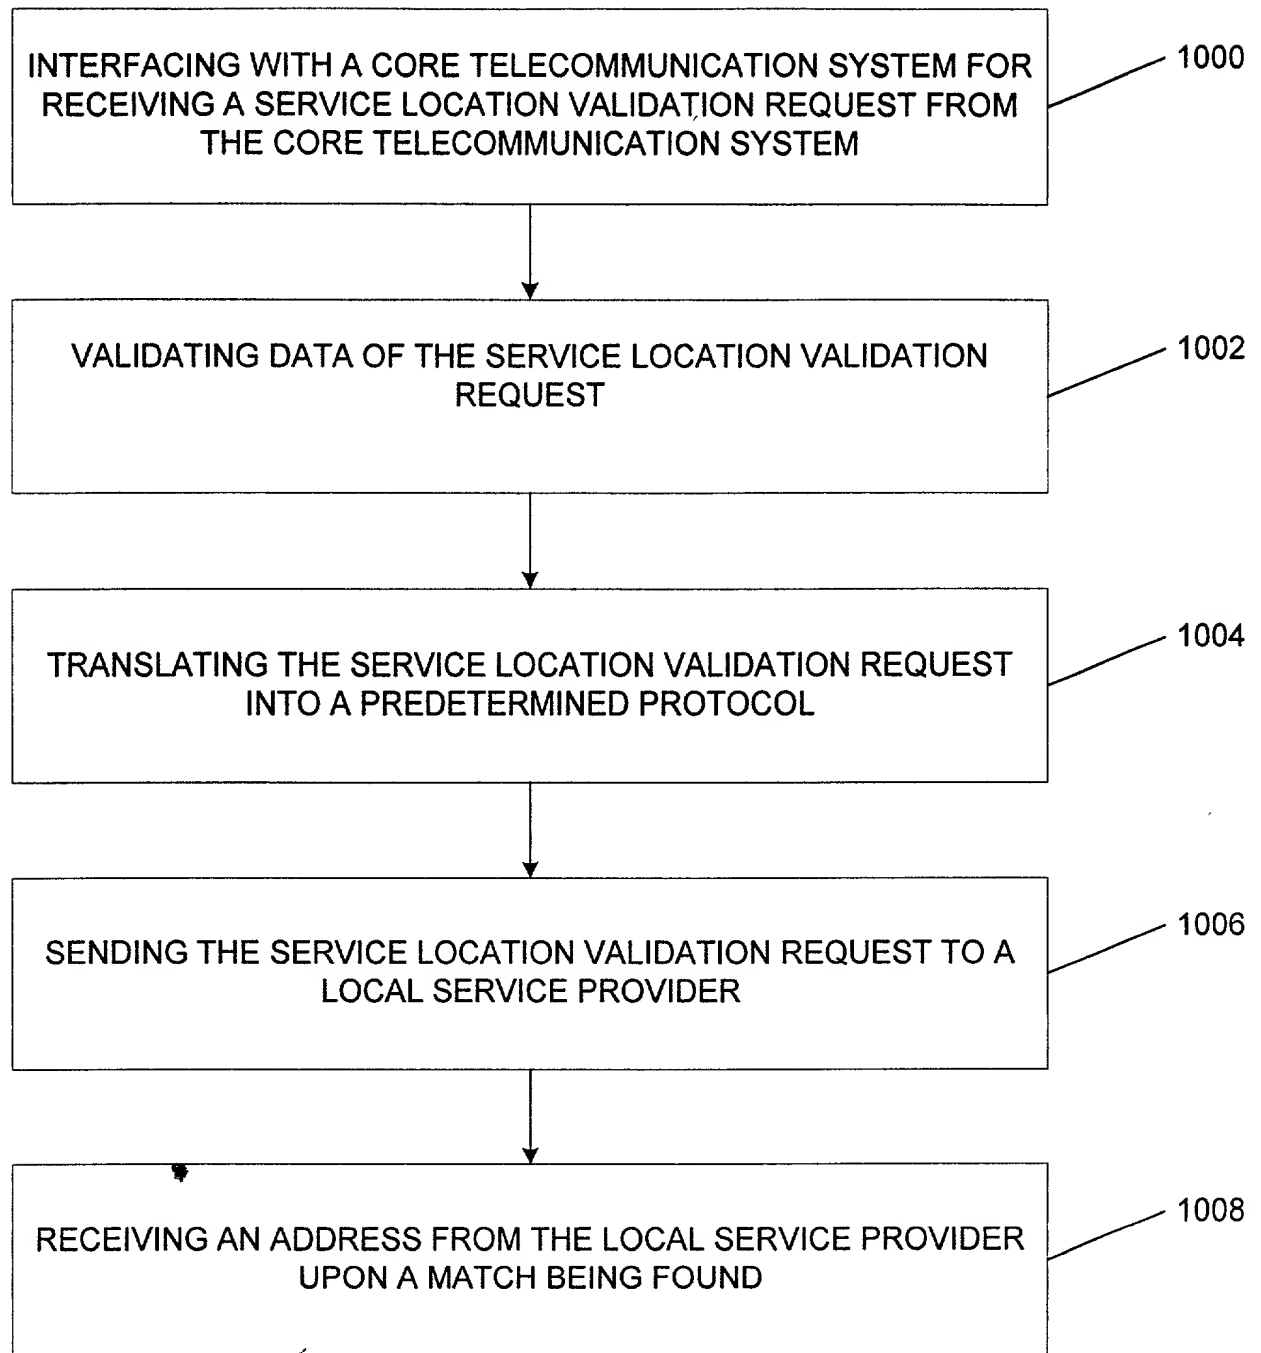 INTERFACING WITH A CORE TELECOMMUNICATION SYSTEM FOR
RECEIVING A SERVICE LOCATION VALIDATION REQUEST FROM
THE CORE TELECOMMUNICATION SYSTEM
1000
VALIDATING DATA OF THE SERVICE LOCATION VALIDATION
REQUEST
1002
TRANSLATING THE SERVICE LOCATION VALIDATION REQUEST
INTO A PREDETERMINED PROTOCOL
1004
SENDING THE SERVICE LOCATION VALIDATION REQUEST TO A
LOCAL SERVICE PROVIDER
1006
RECEIVING AN ADDRESS FROM THE LOCAL SERVICE PROVIDER
UPON A MATCH BEING FOUND
1008